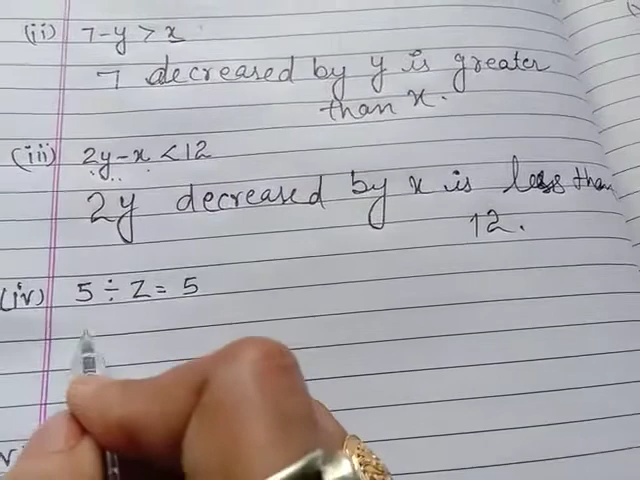 (ii) 7-y > x
7 decreased by y is greater
than x.
(iii) 2y-x <12
2y decreased by x is less than
12.
(iv) 5 ÷ z = 5